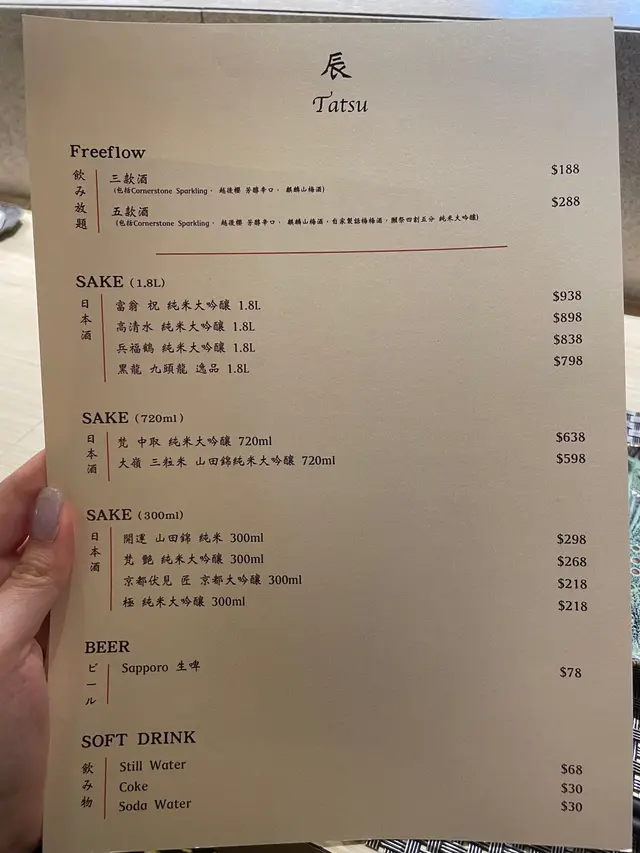 辰
Tatsu
Freeflow
飲み放題
三款酒 $188
(包括Cornerstone Sparkling, 越後櫻 芳醇辛口, 麒麟山梅酒)
五款酒 $288
(包括Cornerstone Sparkling, 越後櫻 芳醇辛口, 麒麟山梅酒, 自家製話梅梅酒, 獺祭四割五分 純米大吟釀)
SAKE (1.8L)
日本酒
富翁 祝 純米大吟釀 1.8L $938
高清水 純米大吟釀 1.8L $898
兵福鶴 純米大吟釀 1.8L $838
黑龍 九頭龍 逸品 1.8L $798
SAKE (720ml)
日本酒
梵 中取 純米大吟釀 720ml $638
大嶺 三粒米 山田錦純米大吟釀 720ml $598
SAKE (300ml)
日本酒
開運 山田錦 純米 300ml $298
梵 艷 純米大吟釀 300ml $268
京都伏見 匠 京都大吟釀 300ml $218
極 純米大吟釀 300ml $218
BEER
ビール
Sapporo 生啤 $78
SOFT DRINK
飲み物
Still Water $68
Coke $30
Soda Water $30